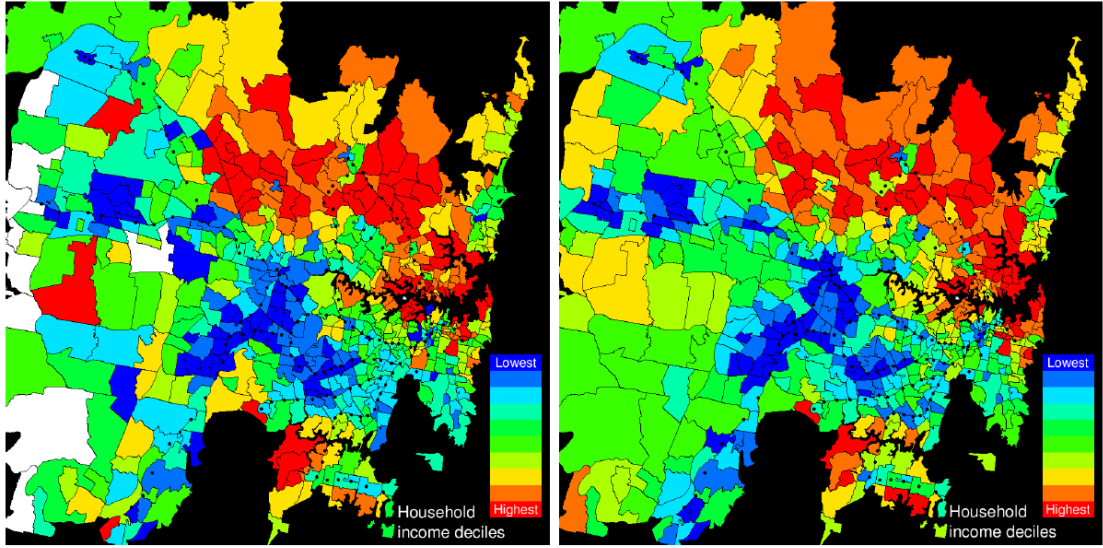 Lowest
Highest
Household
income deciles
Lowest
Highest
Household
income deciles